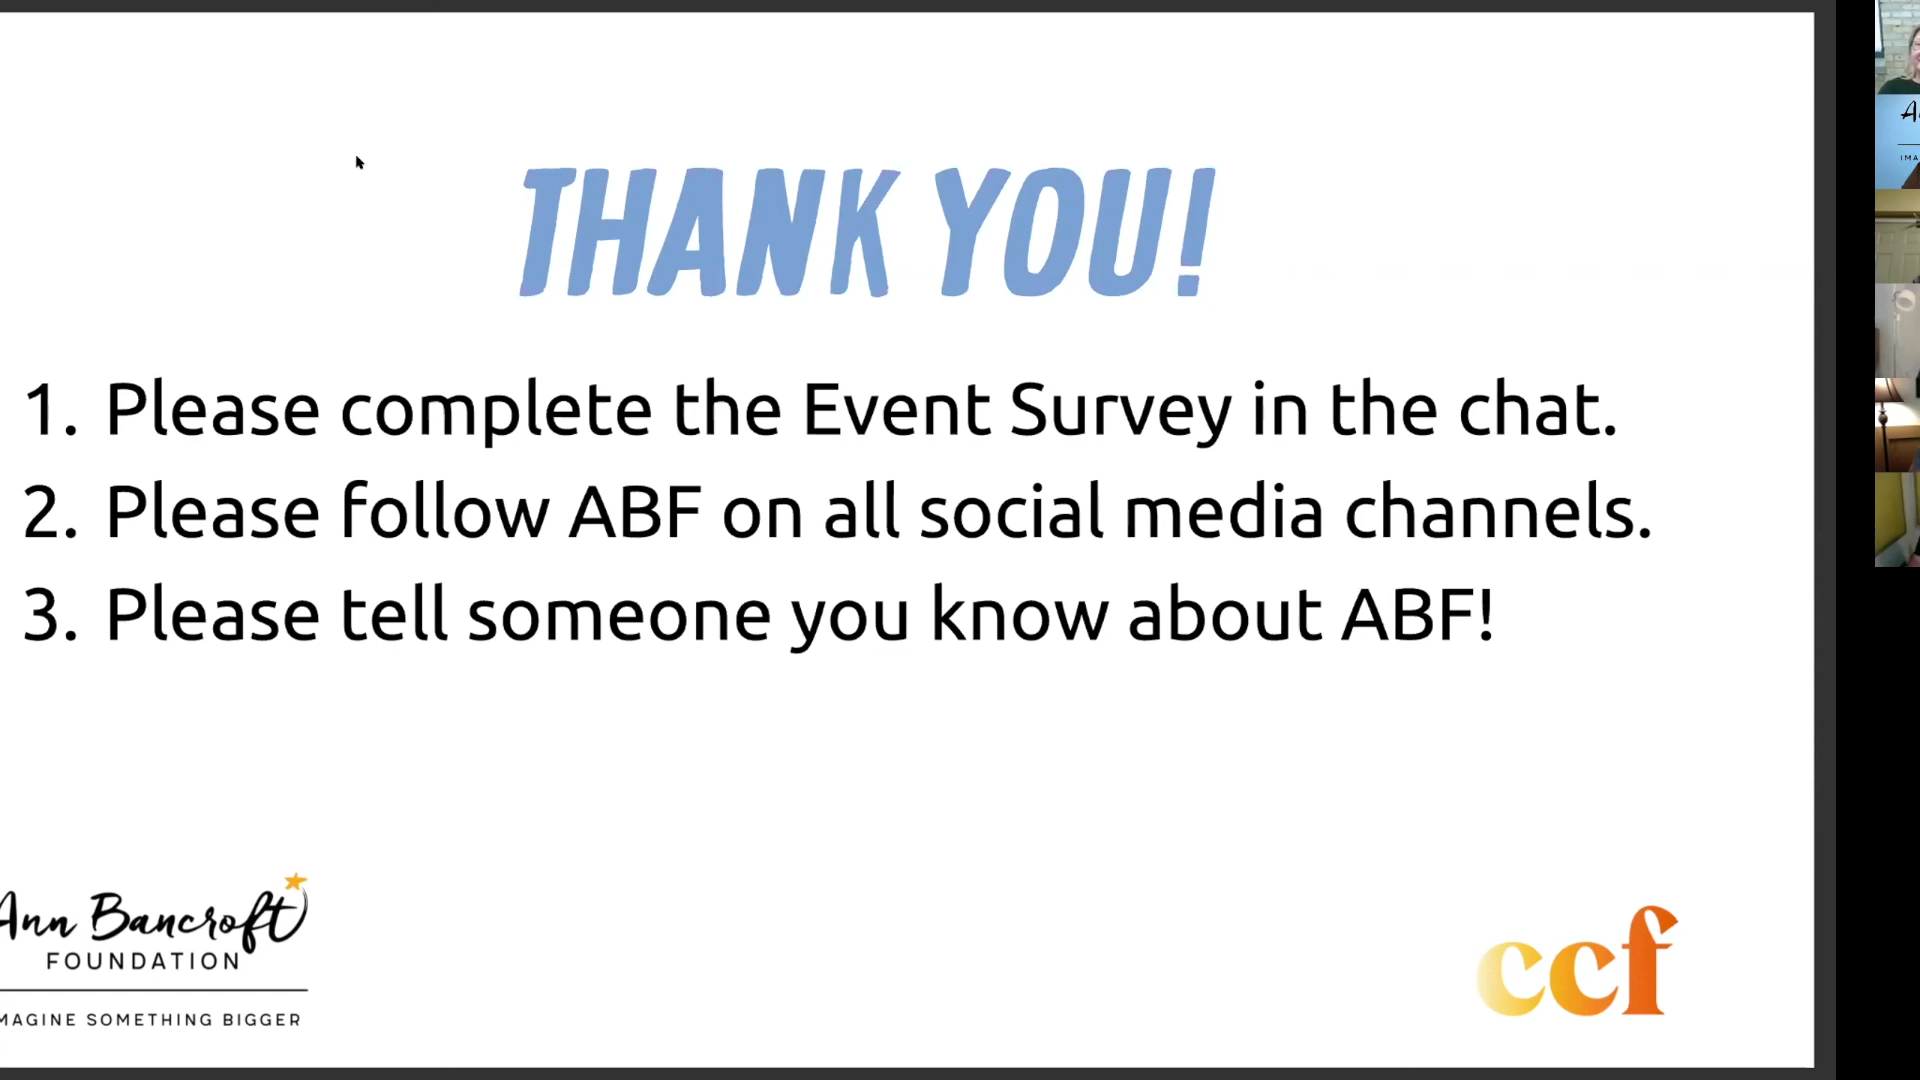 THANK YOU!
1. Please complete the Event Survey in the chat.
2. Please follow ABF on all social media channels.
3. Please tell someone you know about ABF!
Ann Bancroft
FOUNDATION
MAGINE SOMETHING BIGGER
ccf
IMA